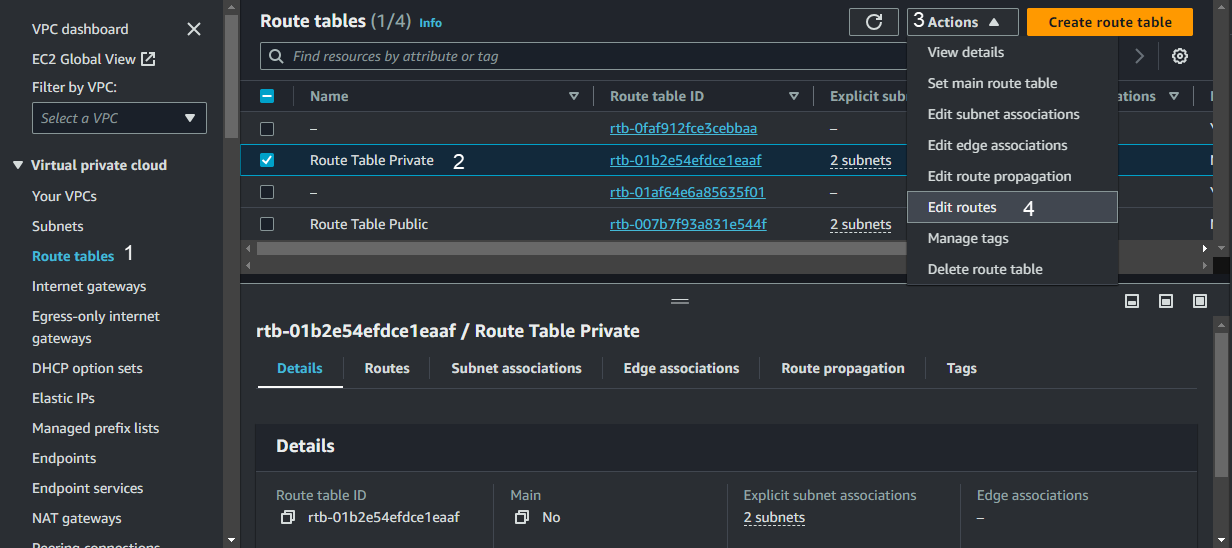 VPC dashboard
EC2 Global View
Filter by VPC:
Select a VPC
Virtual private cloud
Your VPCs
Subnets
Route tables 1
Internet gateways
Egress-only internet
gateways
DHCP option sets
Elastic IPs
Managed prefix lists
Endpoints
Endpoint services
NAT gateways
Peering connections
Route tables (1/4) Info
3 Actions
Create route table
Find resources by attribute or tag
Name Route table ID Explicit sub ations
– rtb-0faf912fce3cebbaa –
Route Table Private 2 rtb-01b2e54efdce1eaaf 2 subnets
– rtb-01af64e6a85635f01 –
Route Table Public rtb-007b7f93a831e544f 2 subnets
View details
Set main route table
Edit subnet associations
Edit edge associations
Edit route propagation
Edit routes 4
Manage tags
Delete route table
rtb-01b2e54efdce1eaaf / Route Table Private
Details Routes Subnet associations Edge associations Route propagation Tags
Details
Route table ID
rtb-01b2e54efdce1eaaf
Main
No
Explicit subnet associations
2 subnets
Edge associations
–